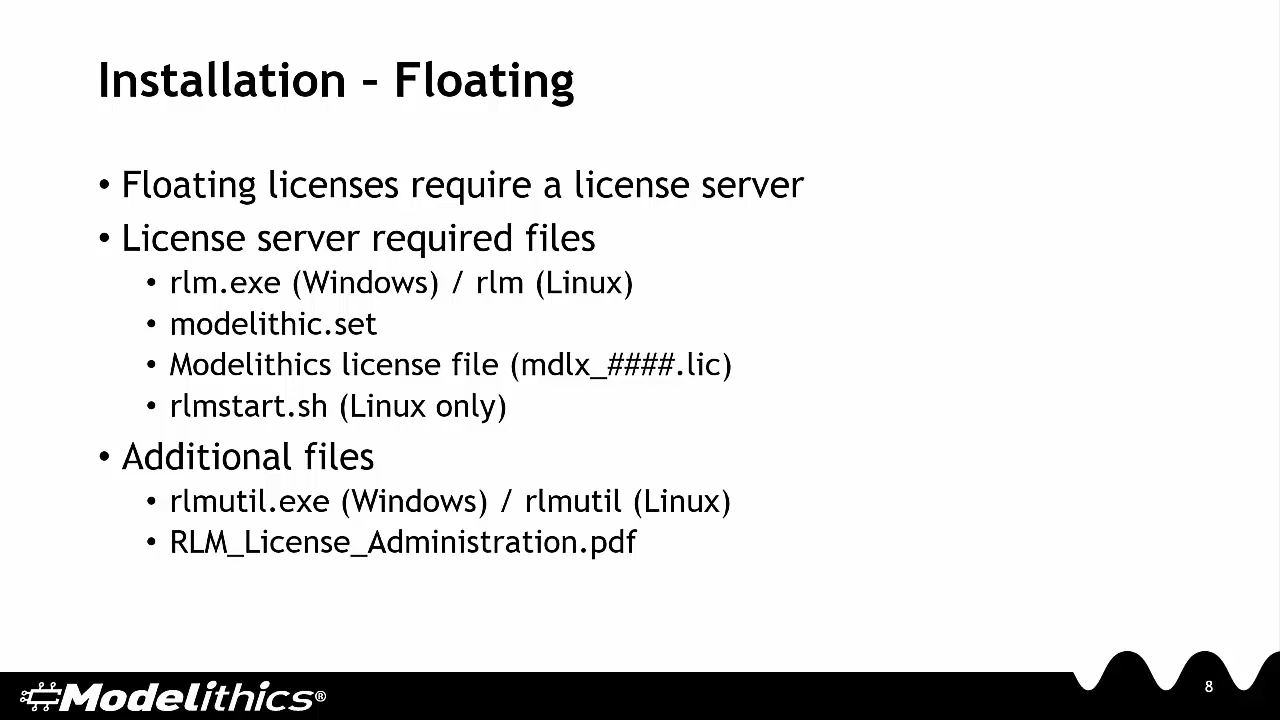 Installation – Floating
• Floating licenses require a license server
• License server required files
• rlm.exe (Windows) / rlm (Linux)
• modelithic.set
• Modelithics license file (mdlx_####.lic)
• rlmstart.sh (Linux only)
• Additional files
• rlmutil.exe (Windows) / rlmutil (Linux)
• RLM_License_Administration.pdf
Modelithics®
8